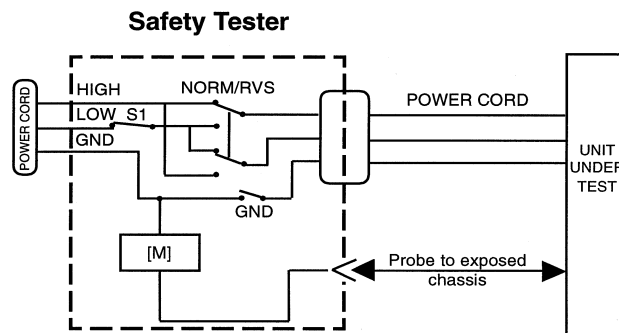 Safety Tester
POWER CORD
HIGH
NORM/RVS
LOW S1
GND
GND
[M]
POWER CORD
UNIT
UNDER
TEST
Probe to exposed
chassis